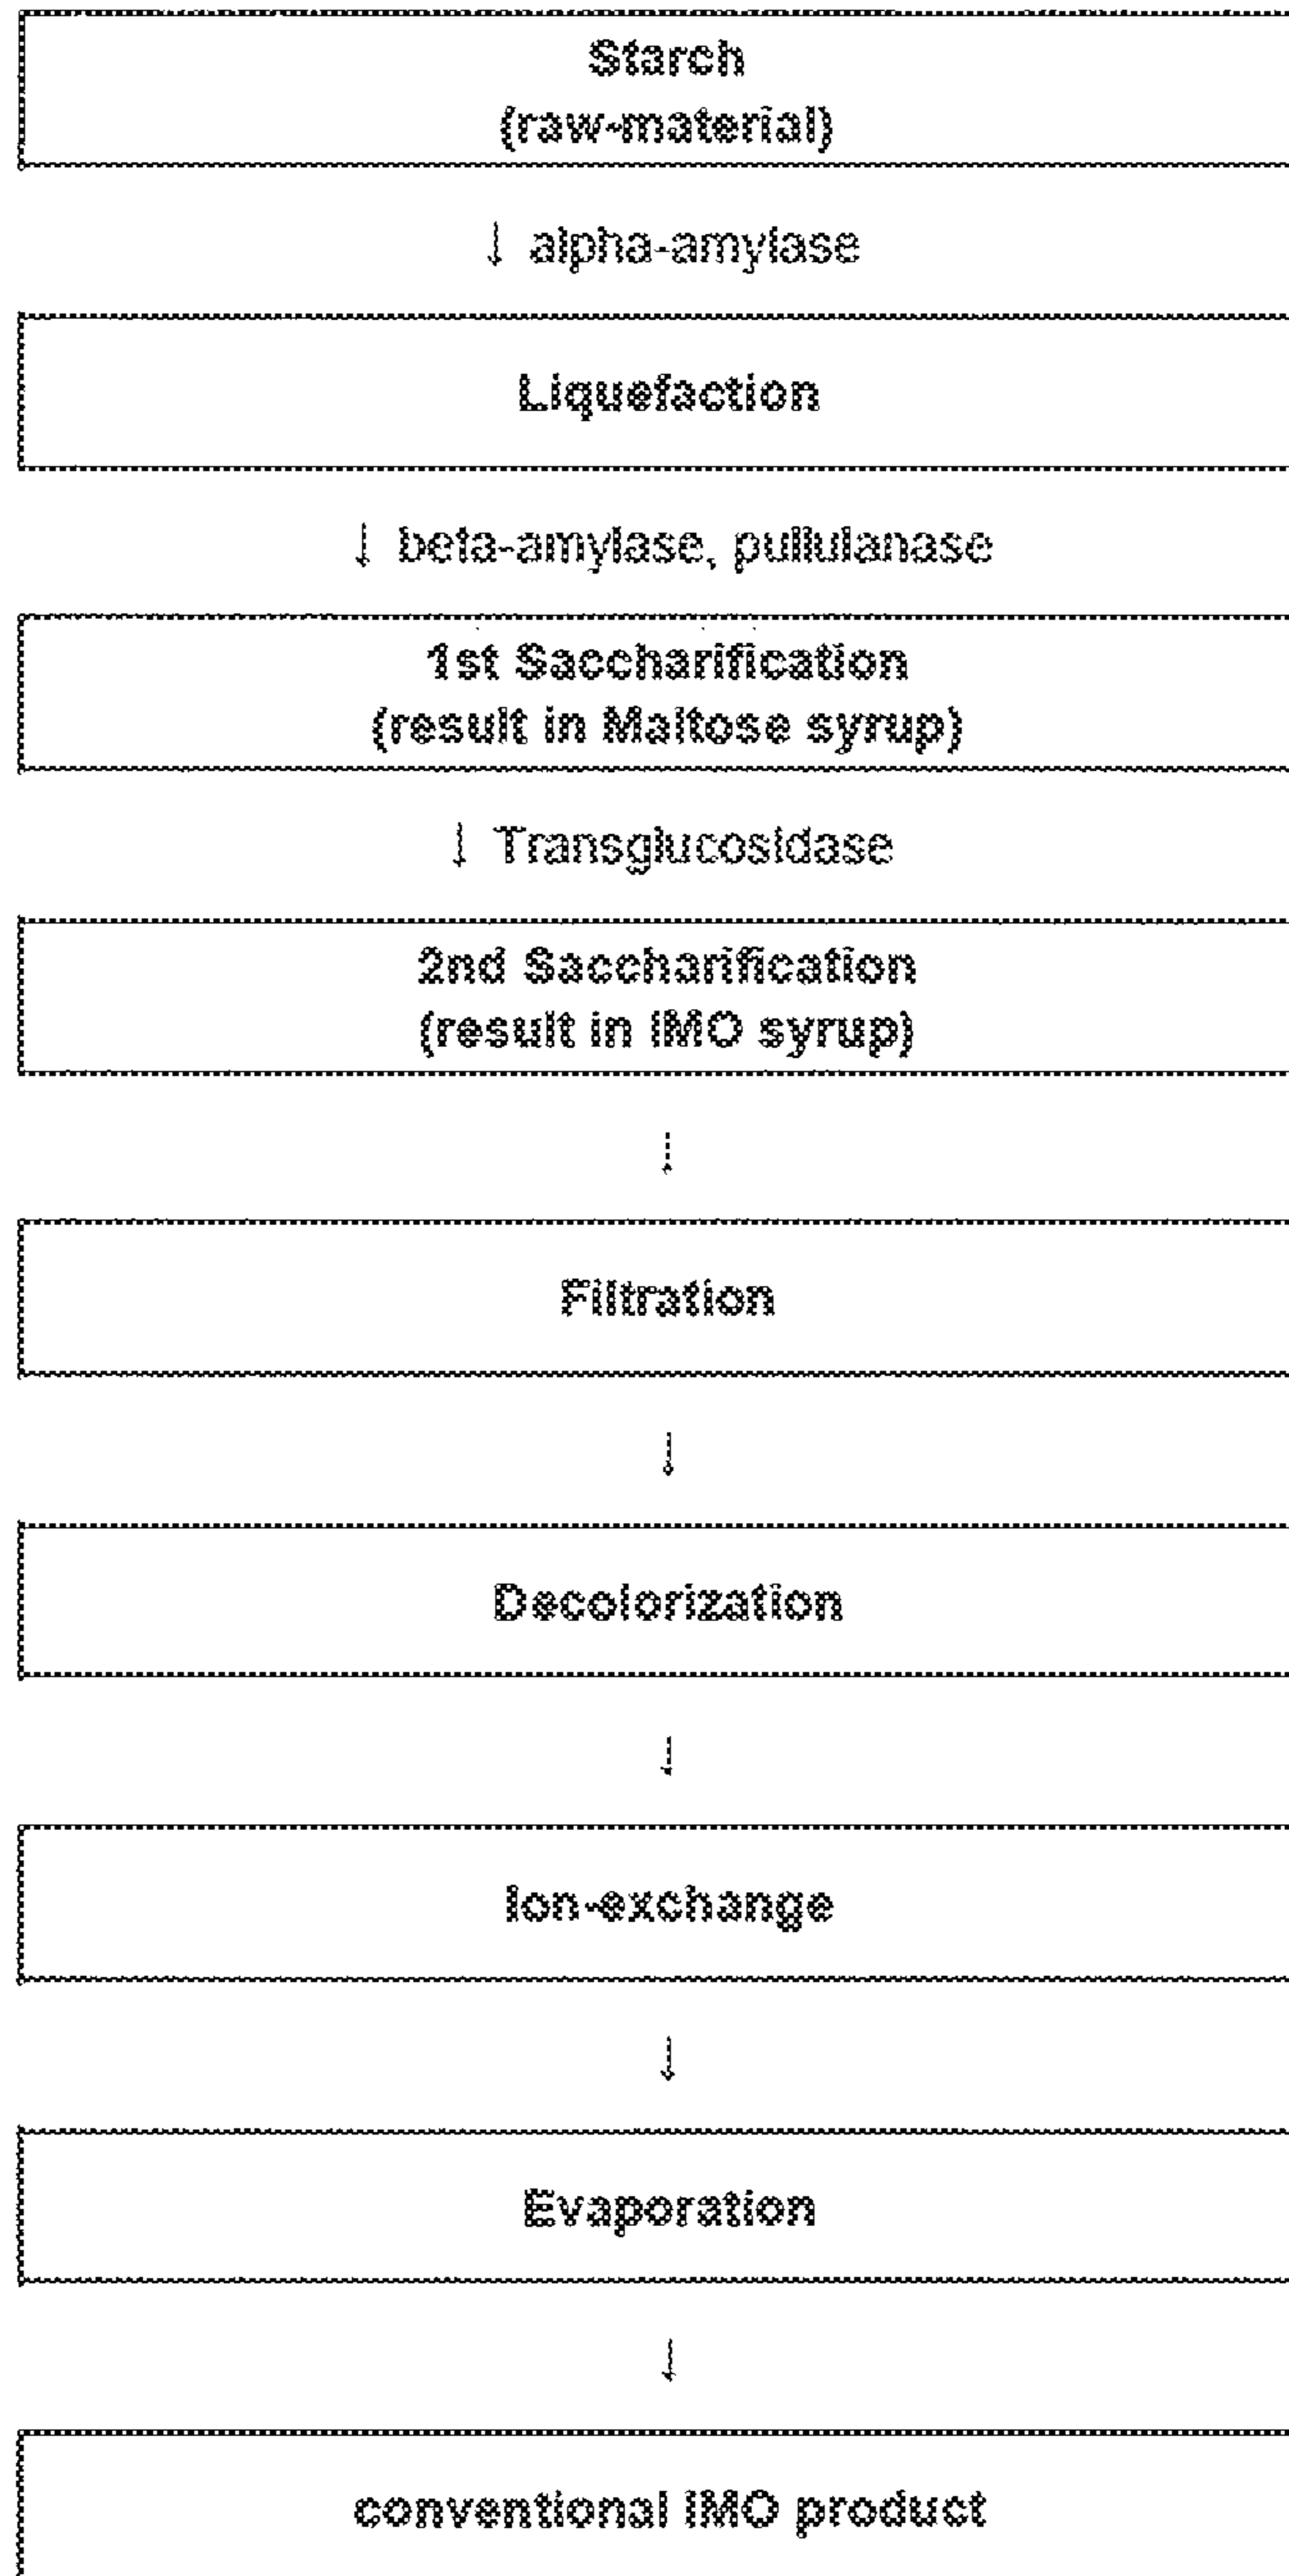 Starch
(raw-material)
↓ alpha-amylase
Liquefaction
↓ beta-amylase, pullulanase
1st Saccharification
(result in Maltose syrup)
↓ Transglucosidase
2nd Saccharification
(result in IMO syrup)
↓
Filtration
↓
Decolorization
↓
Ion-exchange
↓
Evaporation
↓
conventional IMO product